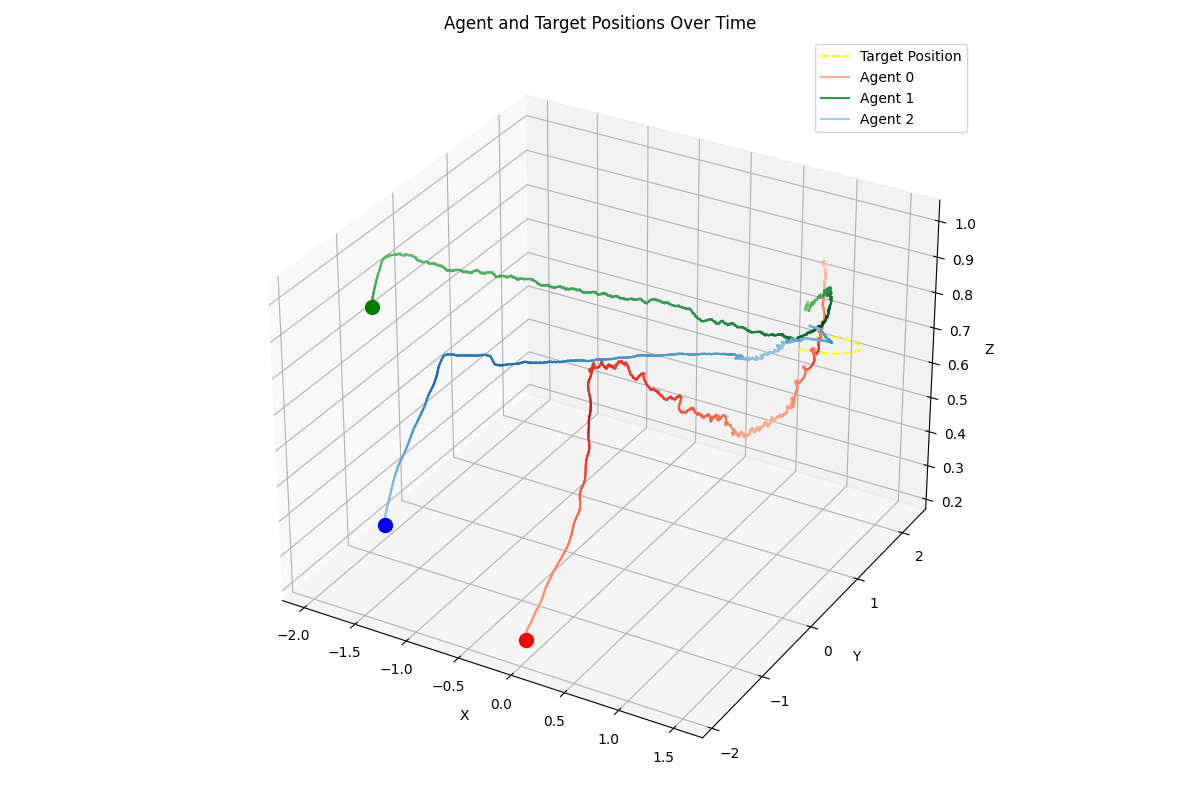 Agent and Target Positions Over Time
Target Position
Agent 0
Agent 1
Agent 2
1.0
0.9
0.8
0.7
0.6
0.5
0.4
0.3
0.2
Z
2
1
0
−1
−2
Y
−2.0
−1.5
−1.0
−0.5
0.0
0.5
1.0
1.5
X